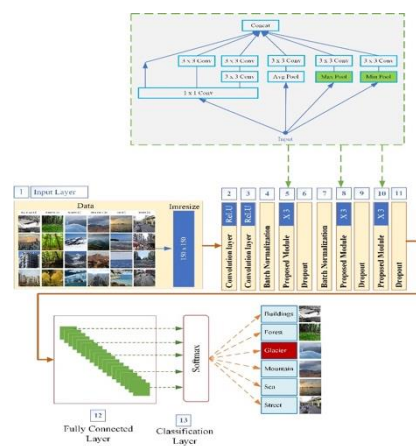 Concat
3 x 3 Conv
3 x 3 Conv
3 x 3 Conv
3 x 3 Conv
3 x 3 Conv
3 x 3 Conv
Avg Pool
Max Pool
Min Pool
1 x 1 Conv
Input
1 Input Layer
Data
Imresize
150 x 150
2 3 4 5 6 7 8 9 10 11
ReLU
Convolution layer
ReLU
Convolution layer
Batch Normalization
X 3
Proposed Module
Dropout
Batch Normalization
X 3
Proposed Module
Dropout
X 3
Proposed Module
Dropout
Softmax
Buildings
Forest
Glacier
Mountain
Sea
Street
12
Fully Connected
Layer
13
Classification
Layer